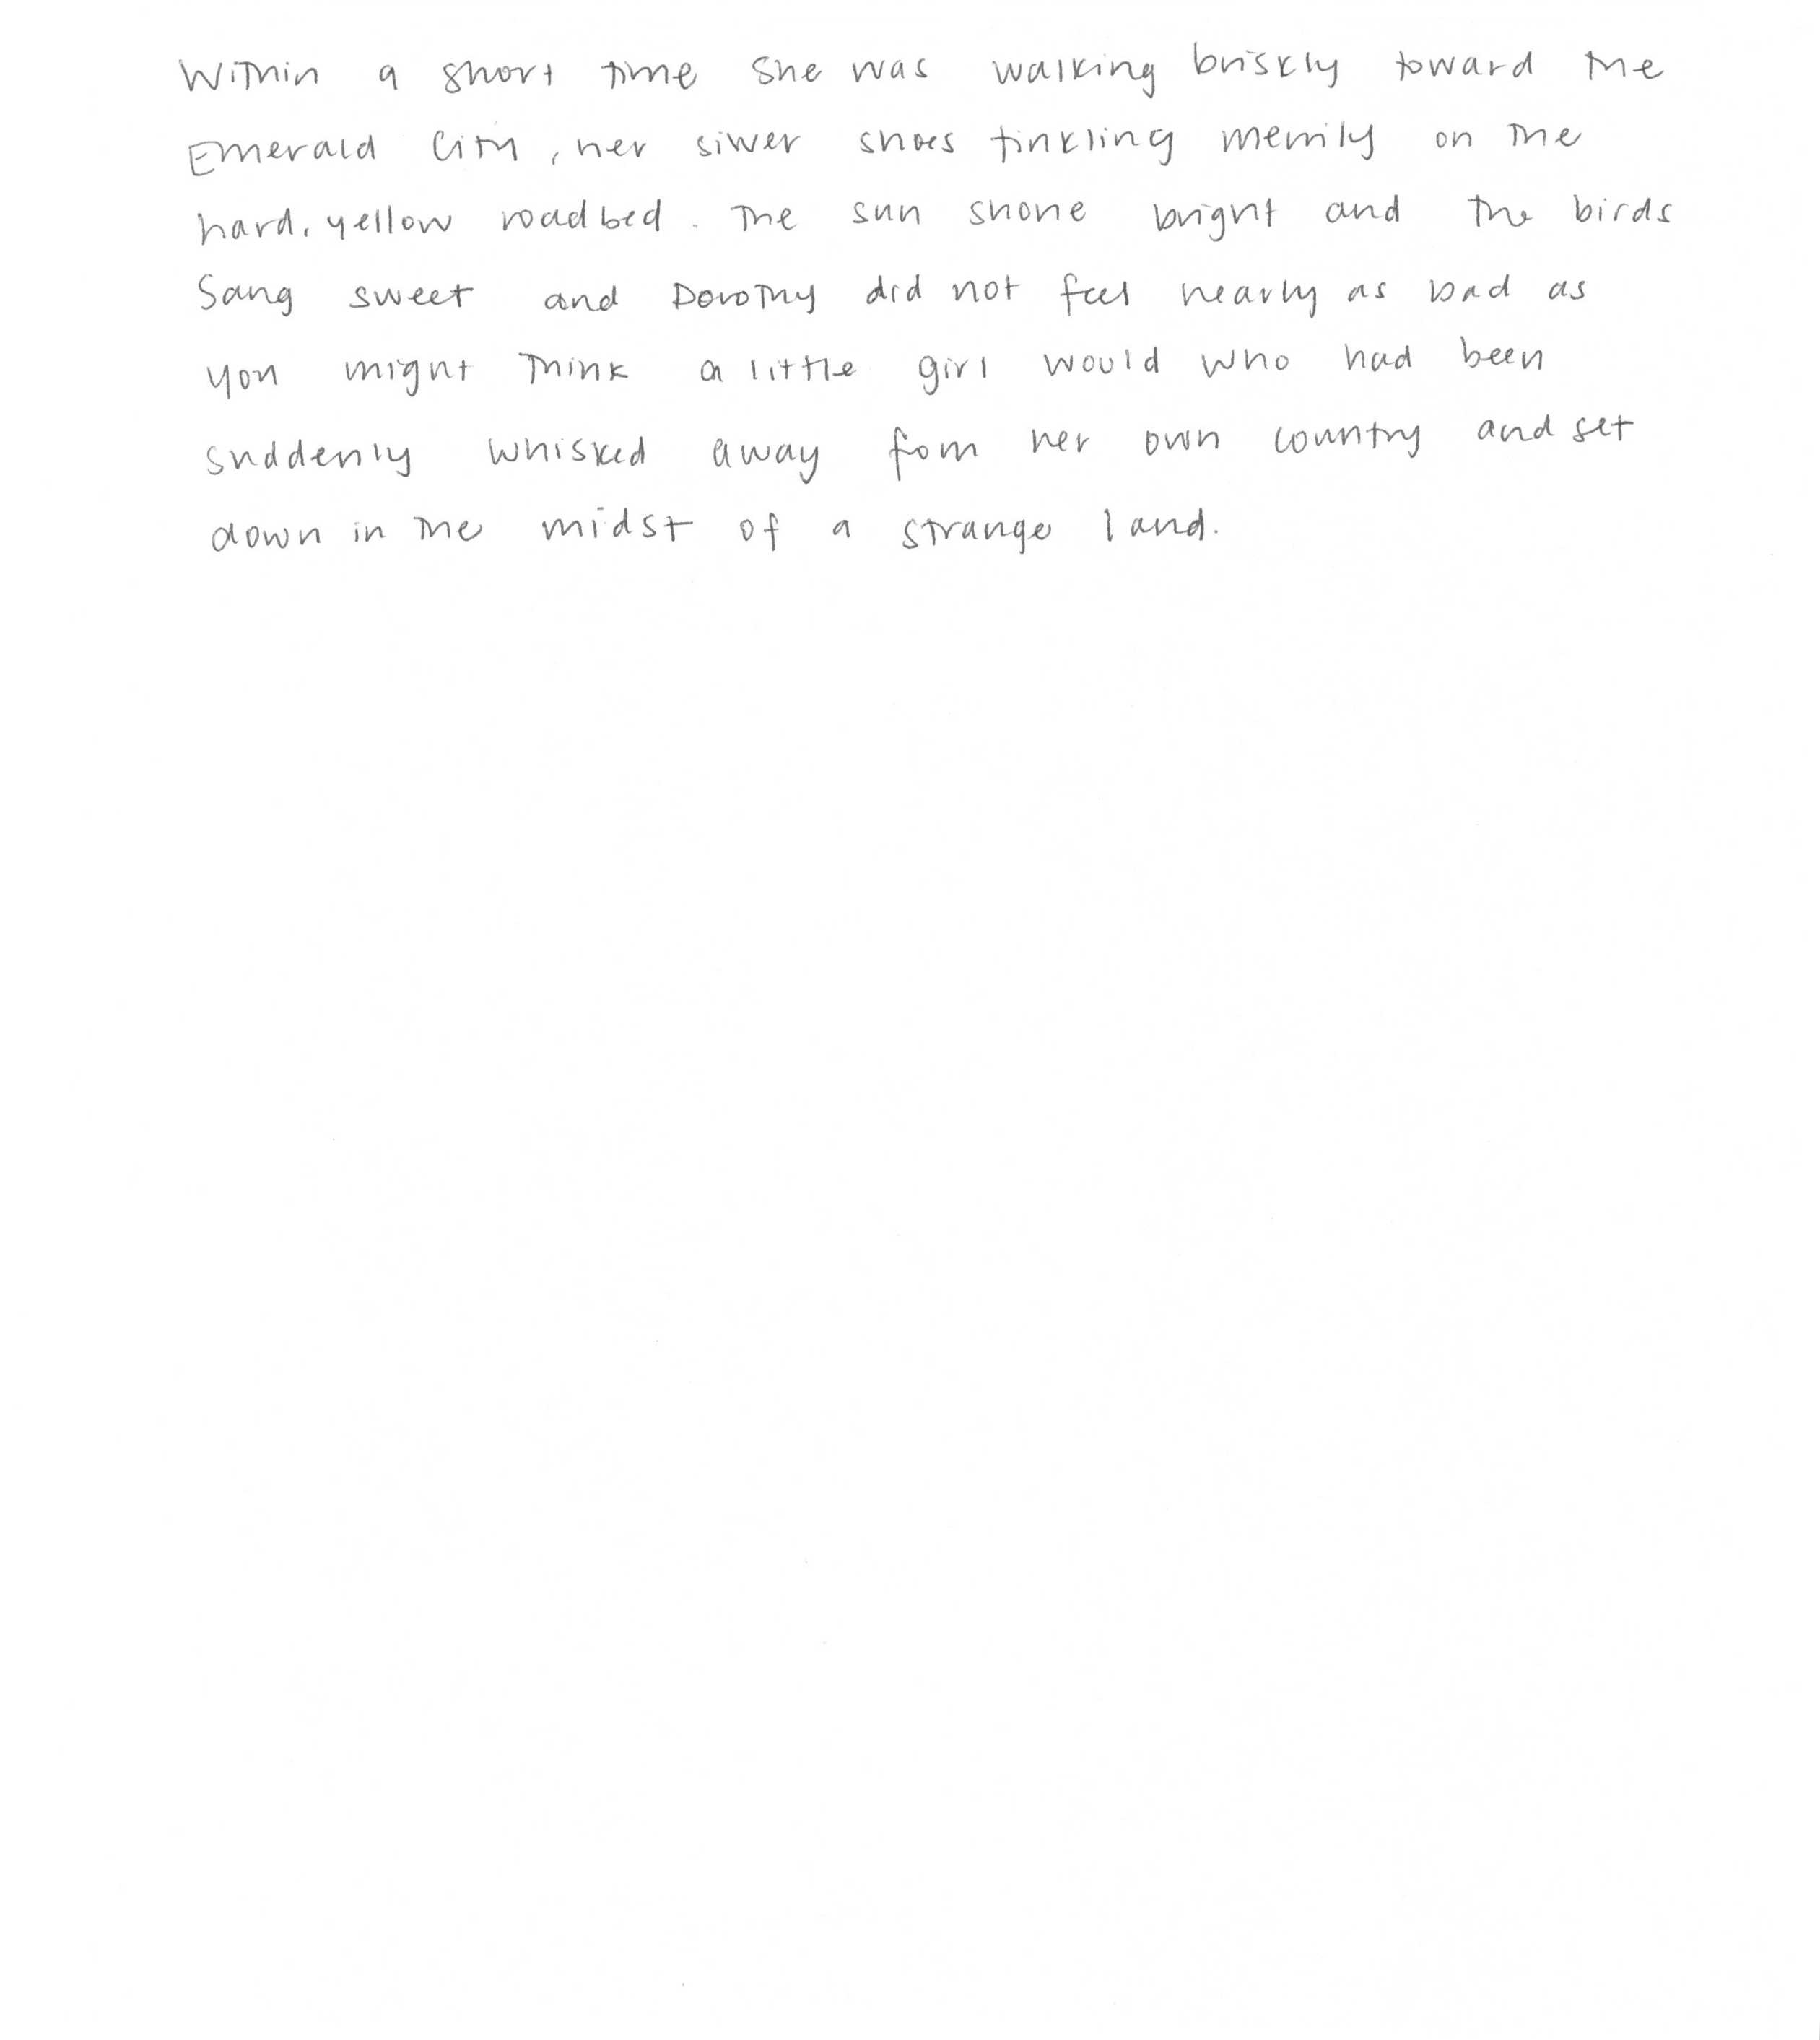 Within a short time she was walking briskly toward the
Emerald City, her silver shoes tinkling merrily on the
hard, yellow roadbed. The sun shone bright and the birds
sang sweet and Dorothy did not feel nearly as bad as
you might think a little girl would who had been
suddenly whisked away from her own country and set
down in the midst of a strange land.